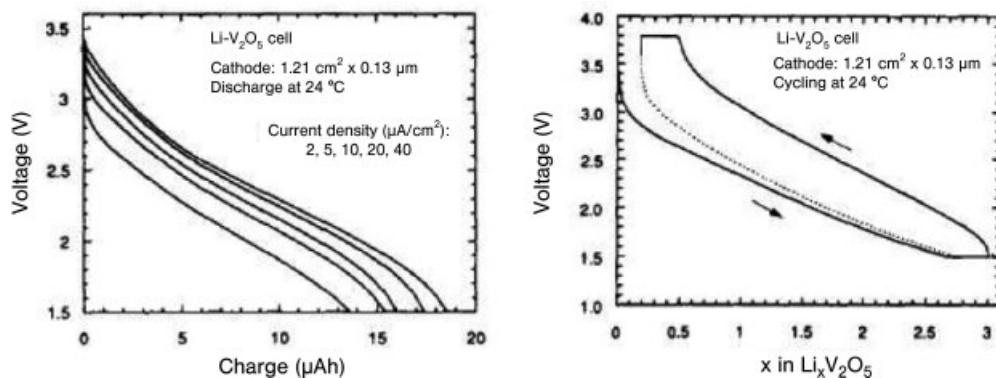 3.5
3.0
2.5
2.0
1.5
0
5
10
15
20
Voltage (V)
Charge (µAh)
Li-V₂O₅ cell
Cathode: 1.21 cm² x 0.13 µm
Discharge at 24 °C
Current density (µA/cm²):
2, 5, 10, 20, 40
4.0
3.5
3.0
2.5
2.0
1.5
1.0
0
0.5
1
1.5
2
2.5
3
Voltage (V)
x in LiₓV₂O₅
Li-V₂O₅ cell
Cathode: 1.21 cm² x 0.13 µm
Cycling at 24 °C